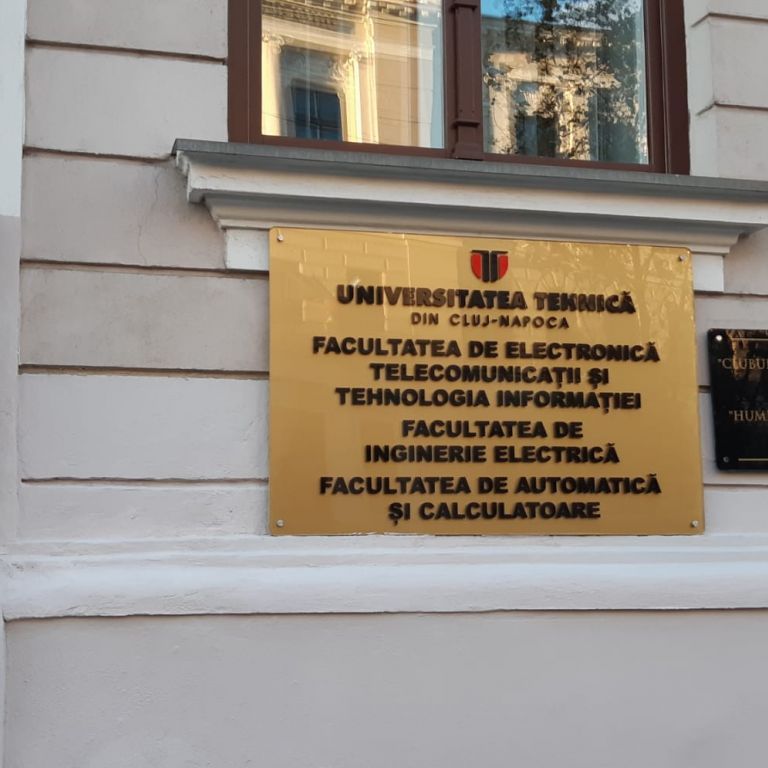 UNIVERSITATEA TEHNICĂ
DIN CLUJ-NAPOCA
FACULTATEA DE ELECTRONICĂ
TELECOMUNICAȚII ȘI
TEHNOLOGIA INFORMAȚIEI
FACULTATEA DE
INGINERIE ELECTRICĂ
FACULTATEA DE AUTOMATICĂ
ȘI CALCULATOARE